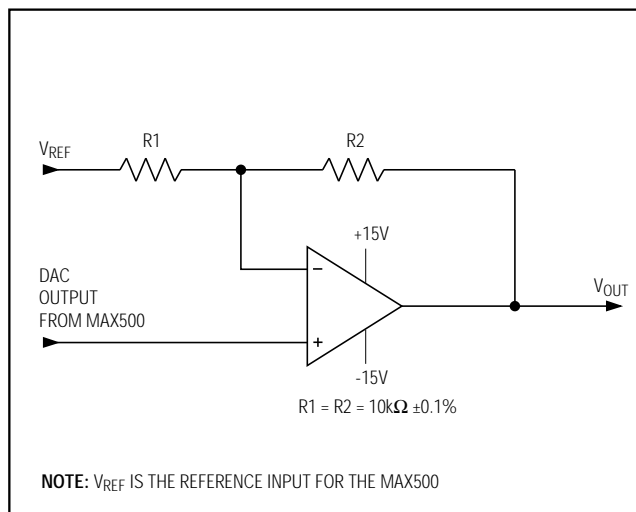 R1
R2
VREF
+15V
−
DAC
OUTPUT
FROM MAX500
VOUT
+
-15V
R1 = R2 = 10kΩ ±0.1%
NOTE: VREF IS THE REFERENCE INPUT FOR THE MAX500